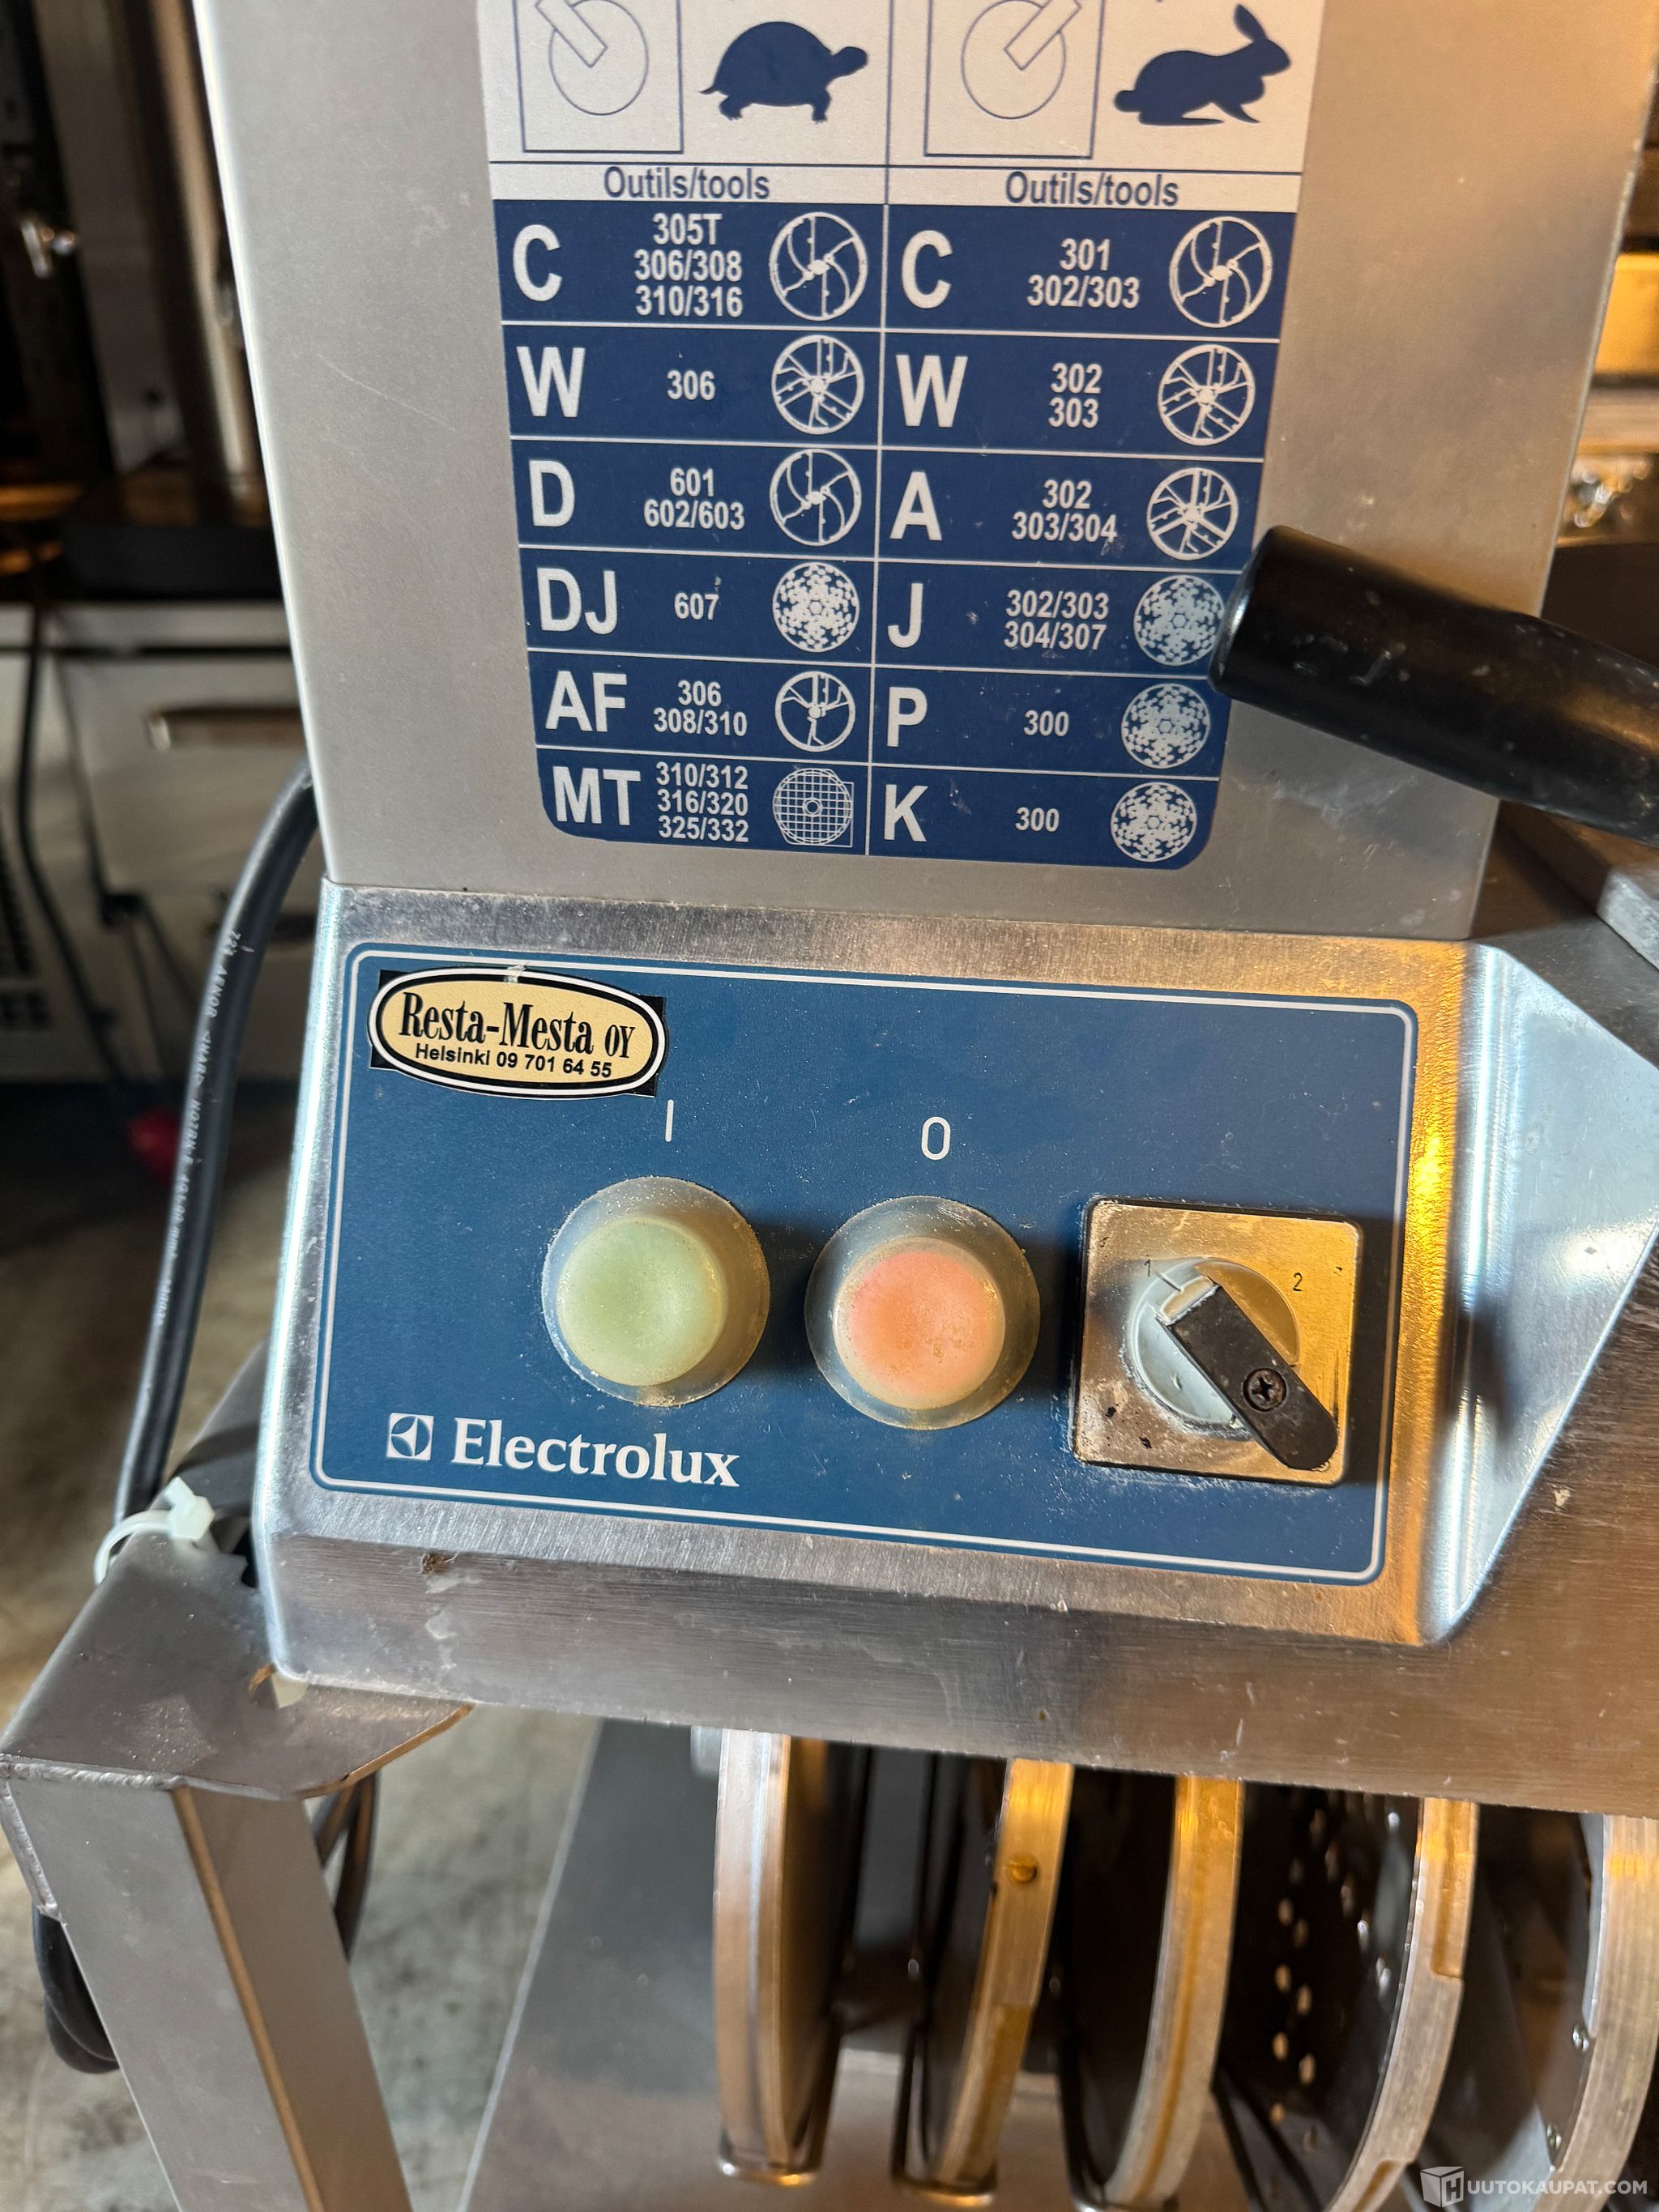 Outils/tools
Outils/tools
C 305T 306/308 310/316
C 301 302/303
W 306
W 302 303
D 601 602/603
A 302 303/304
DJ 607
J 302/303 304/307
AF 306 308/310
P 300
MT 310/312 316/320 325/332
K 300
Resta-Mesta OY
Helsinki 09 701 64 55
I
O
1
2
Electrolux
HUUTOKAUPAT.COM